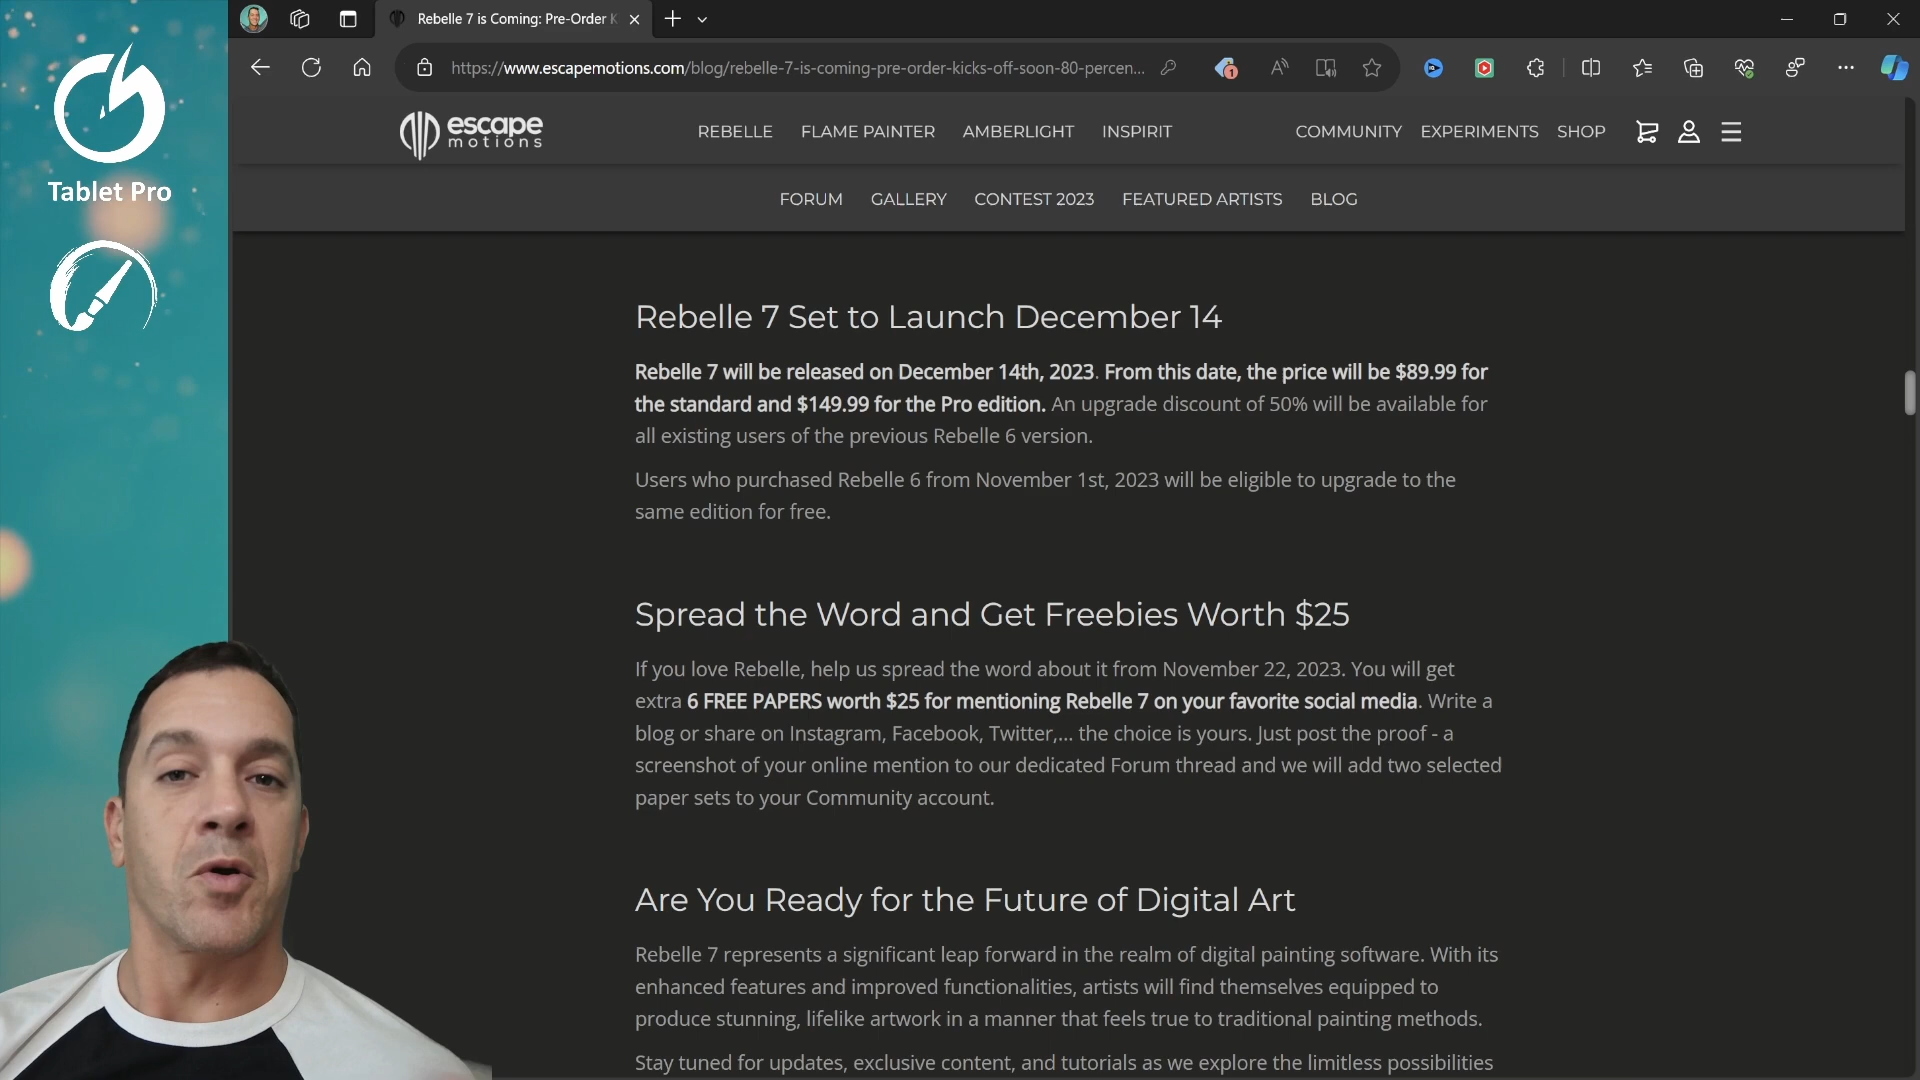 Rebelle 7 is Coming: Pre-Order K
https://www.escapemotions.com/blog/rebelle-7-is-coming-pre-order-kicks-off-soon-80-percen...
1
Tablet Pro
escape
motions
REBELLE FLAME PAINTER AMBERLIGHT INSPIRIT COMMUNITY EXPERIMENTS SHOP
FORUM GALLERY CONTEST 2023 FEATURED ARTISTS BLOG
Rebelle 7 Set to Launch December 14
Rebelle 7 will be released on December 14th, 2023. From this date, the price will be $89.99 for
the standard and $149.99 for the Pro edition. An upgrade discount of 50% will be available for
all existing users of the previous Rebelle 6 version.
Users who purchased Rebelle 6 from November 1st, 2023 will be eligible to upgrade to the
same edition for free.
Spread the Word and Get Freebies Worth $25
If you love Rebelle, help us spread the word about it from November 22, 2023. You will get
extra 6 FREE PAPERS worth $25 for mentioning Rebelle 7 on your favorite social media. Write a
blog or share on Instagram, Facebook, Twitter,... the choice is yours. Just post the proof - a
screenshot of your online mention to our dedicated Forum thread and we will add two selected
paper sets to your Community account.
Are You Ready for the Future of Digital Art
Rebelle 7 represents a significant leap forward in the realm of digital painting software. With its
enhanced features and improved functionalities, artists will find themselves equipped to
produce stunning, lifelike artwork in a manner that feels true to traditional painting methods.
Stay tuned for updates, exclusive content, and tutorials as we explore the limitless possibilities